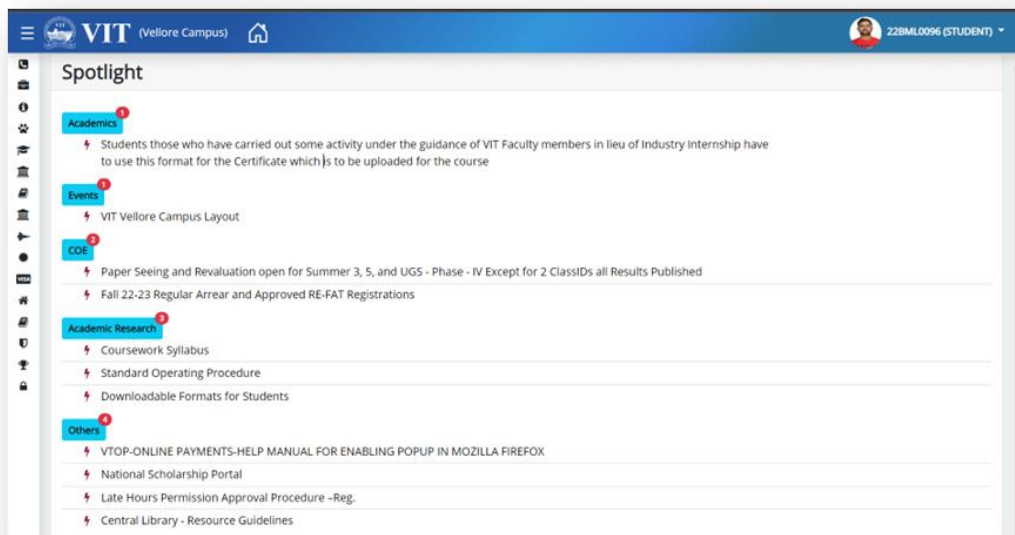 VIT (Vellore Campus)
22BML0096 (STUDENT)
Spotlight
Academics 1
Students those who have carried out some activity under the guidance of VIT Faculty members in lieu of Industry Internship have
to use this format for the Certificate which is to be uploaded for the course
Events 1
VIT Vellore Campus Layout
COE 2
Paper Seeing and Revaluation open for Summer 3, 5, and UGS - Phase - IV Except for 2 ClassIDs all Results Published
Fall 22-23 Regular Arrear and Approved RE-FAT Registrations
Academic Research 3
Coursework Syllabus
Standard Operating Procedure
Downloadable Formats for Students
Others 4
VTOP-ONLINE PAYMENTS-HELP MANUAL FOR ENABLING POPUP IN MOZILLA FIREFOX
National Scholarship Portal
Late Hours Permission Approval Procedure –Reg.
Central Library - Resource Guidelines
VISA